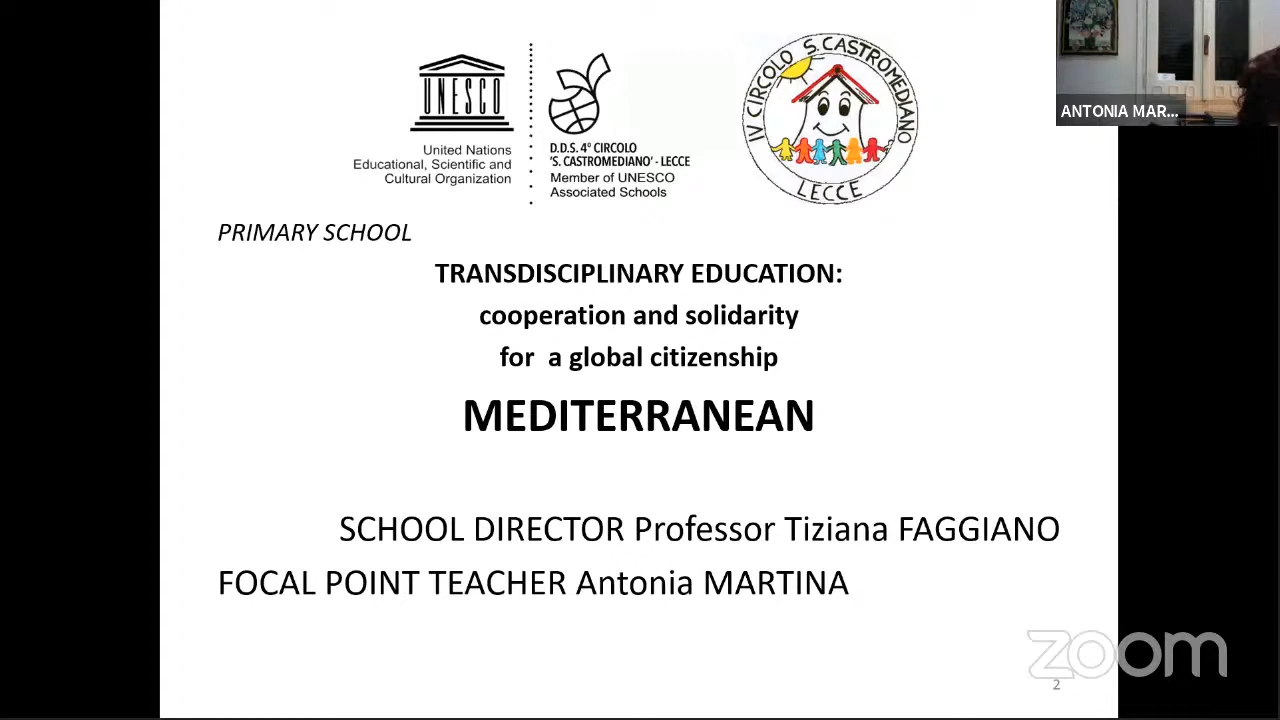 UNESCO
United Nations
Educational, Scientific and
Cultural Organization
D.D.S. 4° CIRCOLO
'S. CASTROMEDIANO' - LECCE
Member of UNESCO
Associated Schools
IV CIRCOLO S. CASTROMEDIANO
LECCE
ANTONIA MAR...
PRIMARY SCHOOL
TRANSDISCIPLINARY EDUCATION:
cooperation and solidarity
for a global citizenship
MEDITERRANEAN
SCHOOL DIRECTOR Professor Tiziana FAGGIANO
FOCAL POINT TEACHER Antonia MARTINA
zoom
2